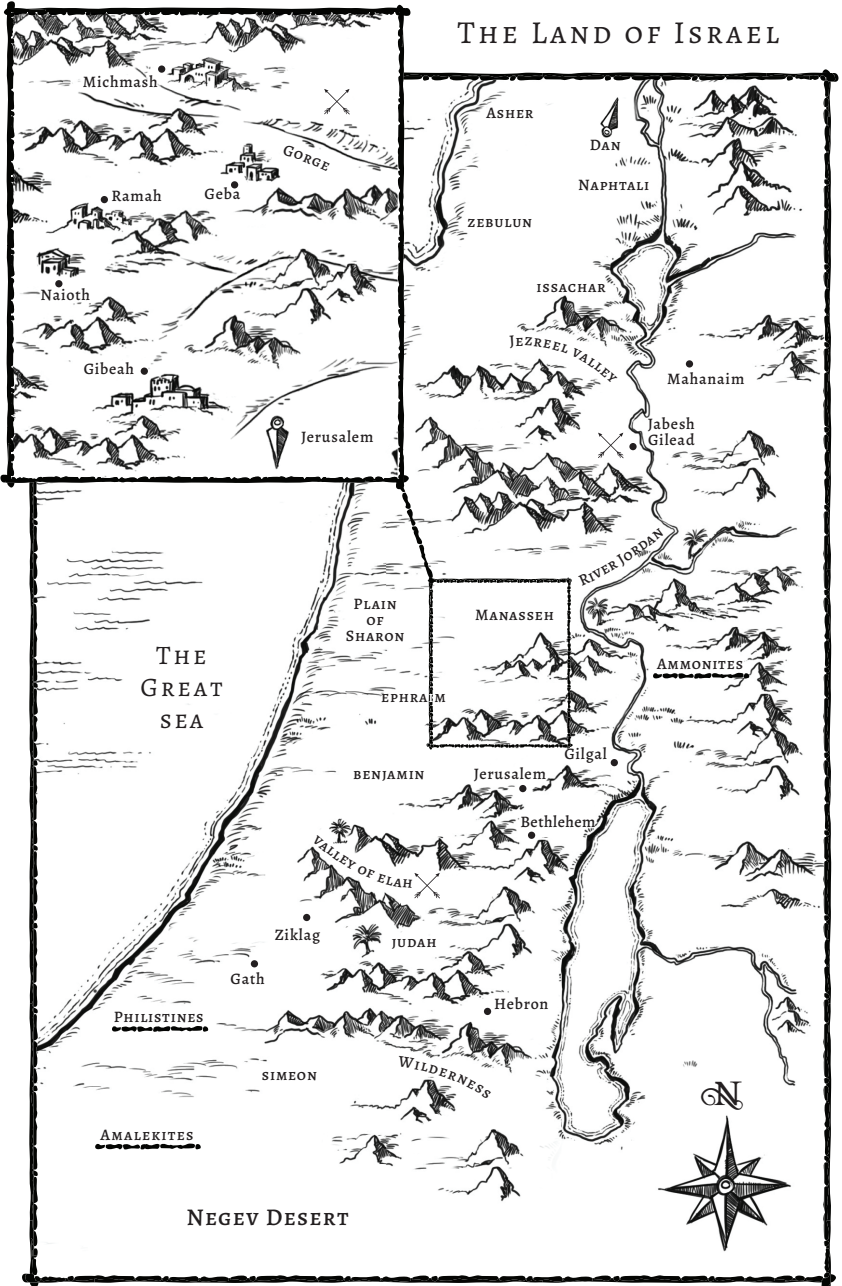 The Land of Israel
Michmash
Gorge
Geba
Ramah
Naioth
Gibeah
Jerusalem
Asher
Dan
Naphtali
Zebulun
Issachar
Jezreel Valley
Mahanaim
Jabesh
Gilead
River Jordan
Plain
of
Sharon
Manasseh
The
Great
Sea
Ammonites
Ephraim
Gilgal
Benjamin
Jerusalem
Bethlehem
Valley of Elah
Ziklag
Judah
Gath
Hebron
Philistines
Simeon
Wilderness
N
Amalekites
Negev Desert